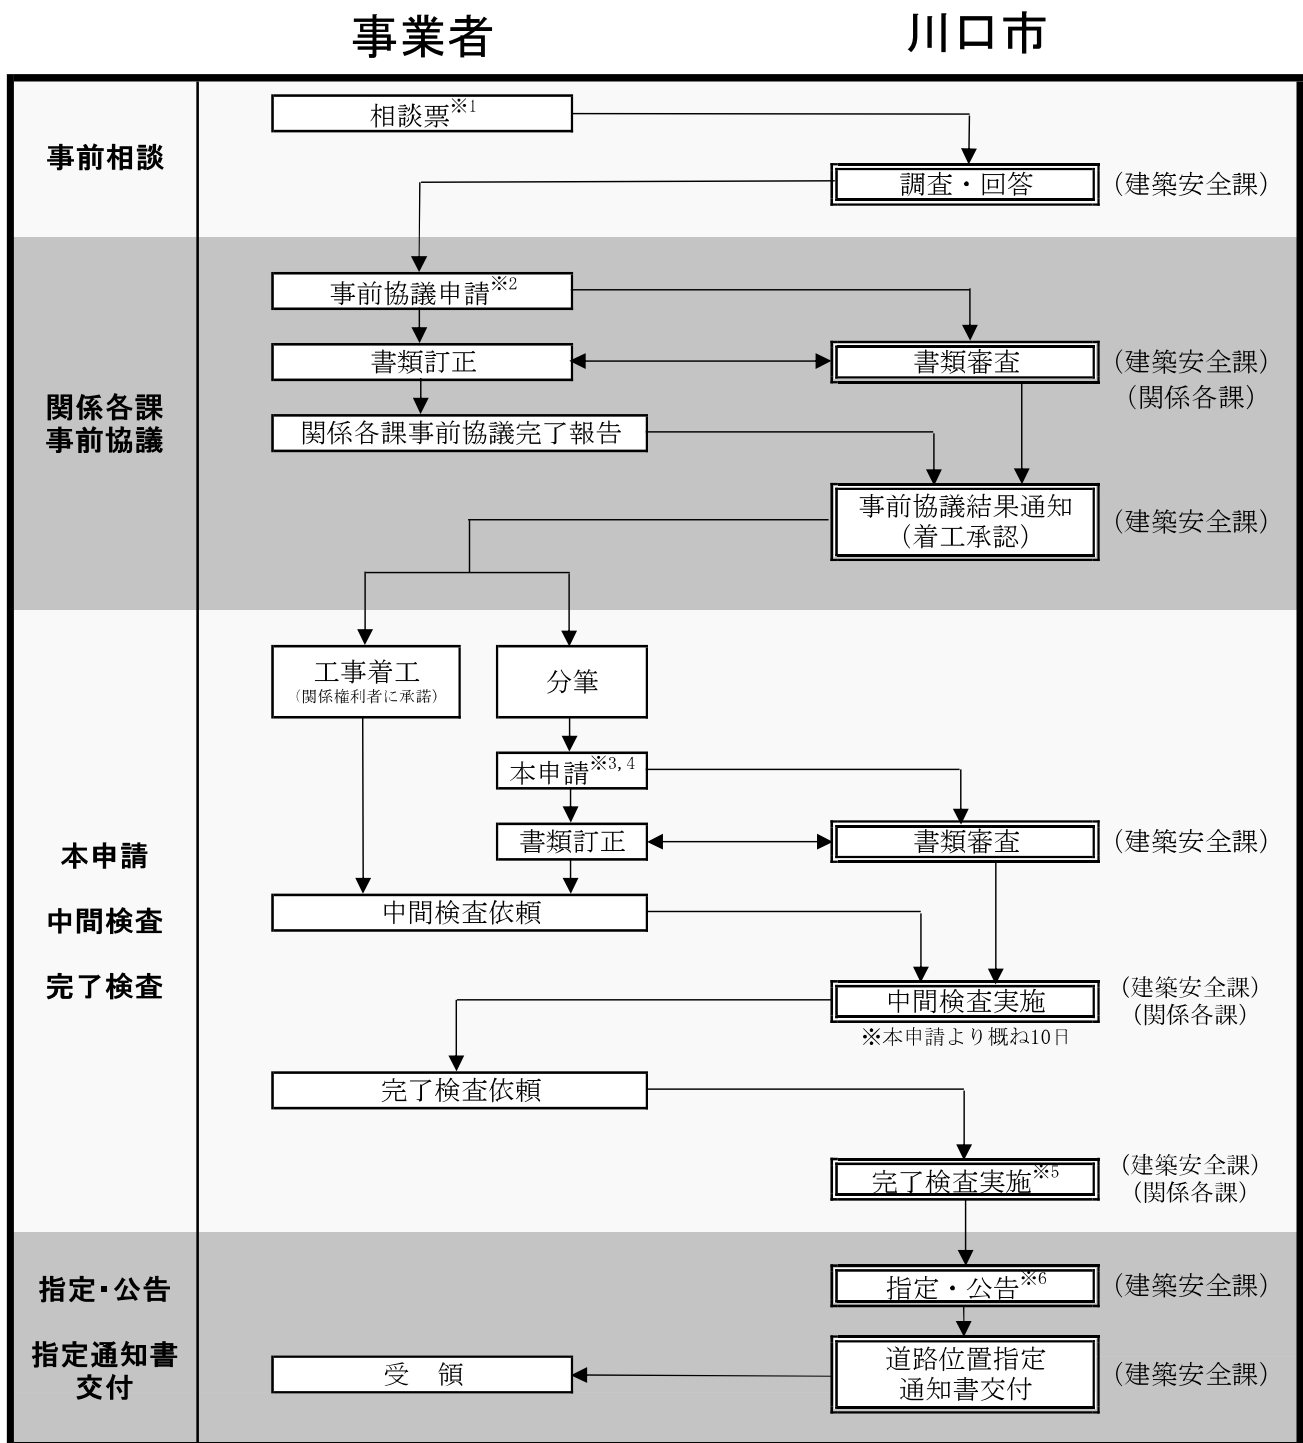 事業者
川口市
事前相談
相談票※1
調査・回答
（建築安全課）
関係各課
事前協議
事前協議申請※2
書類訂正
書類審査
（建築安全課）
（関係各課）
関係各課事前協議完了報告
事前協議結果通知
（着工承認）
（建築安全課）
本申請
中間検査
完了検査
工事着工
（関係権利者に承諾）
分筆
本申請※3,4
書類訂正
書類審査
（建築安全課）
中間検査依頼
中間検査実施
（建築安全課）
（関係各課）
※本申請より概ね10日
完了検査依頼
完了検査実施※5
（建築安全課）
（関係各課）
指定・公告
指定通知書
交付
指定・公告※6
（建築安全課）
受　領
道路位置指定
通知書交付
（建築安全課）